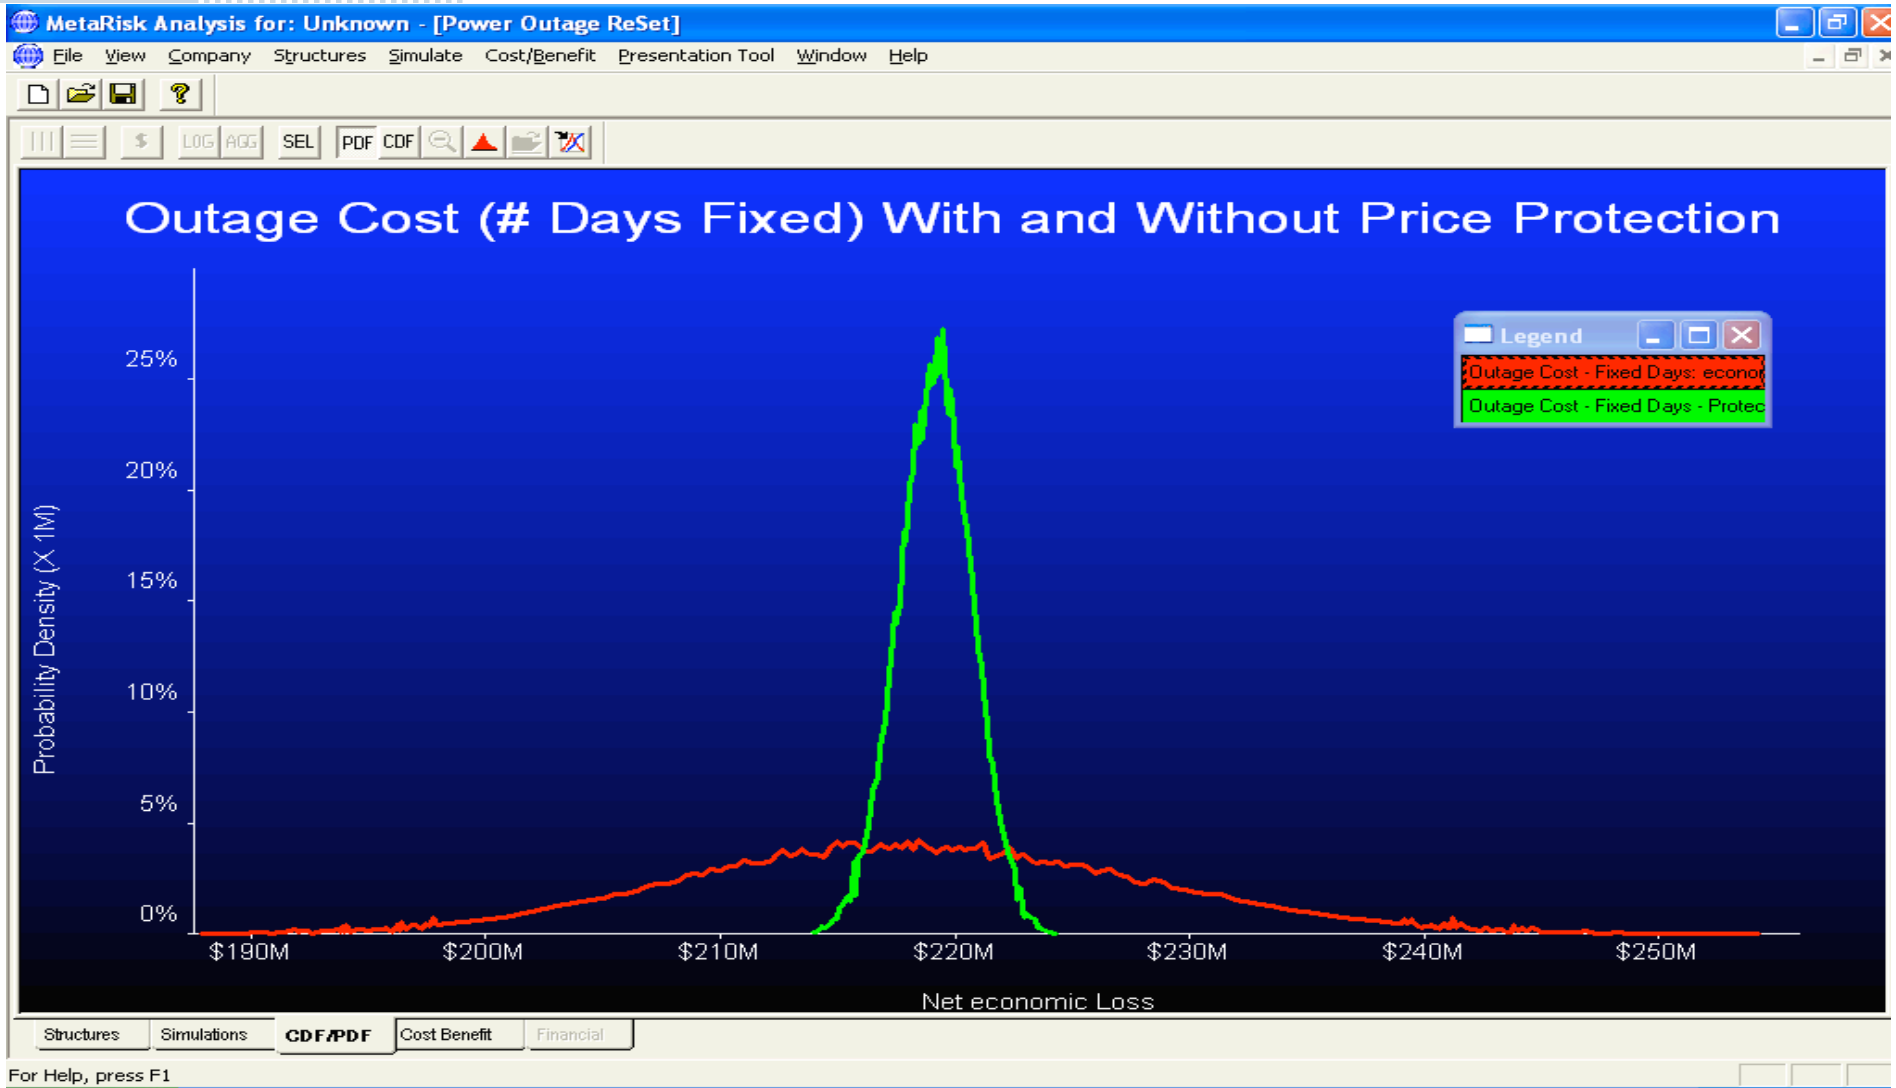 MetaRisk Analysis for: Unknown - [Power Outage ReSet]
File View Company Structures Simulate Cost/Benefit Presentation Tool Window Help
$ LOG AGG SEL PDF CDF
Outage Cost (# Days Fixed) With and Without Price Protection
Legend
Outage Cost - Fixed Days: econo
Outage Cost - Fixed Days - Protec
25%
20%
15%
10%
5%
0%
Probability Density (X 1M)
$190M $200M $210M $220M $230M $240M $250M
Net economic Loss
Structures Simulations CDF/PDF Cost Benefit Financial
For Help, press F1